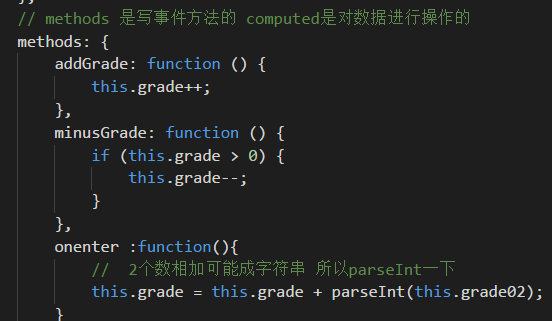 // methods 是写事件方法的 computed是对数据进行操作的
methods: {
addGrade: function () {
this.grade++;
},
minusGrade: function () {
if (this.grade > 0) {
this.grade--;
}
},
onenter :function(){
// 2个数相加可能成字符串 所以parseInt一下
this.grade = this.grade + parseInt(this.grade02);
}